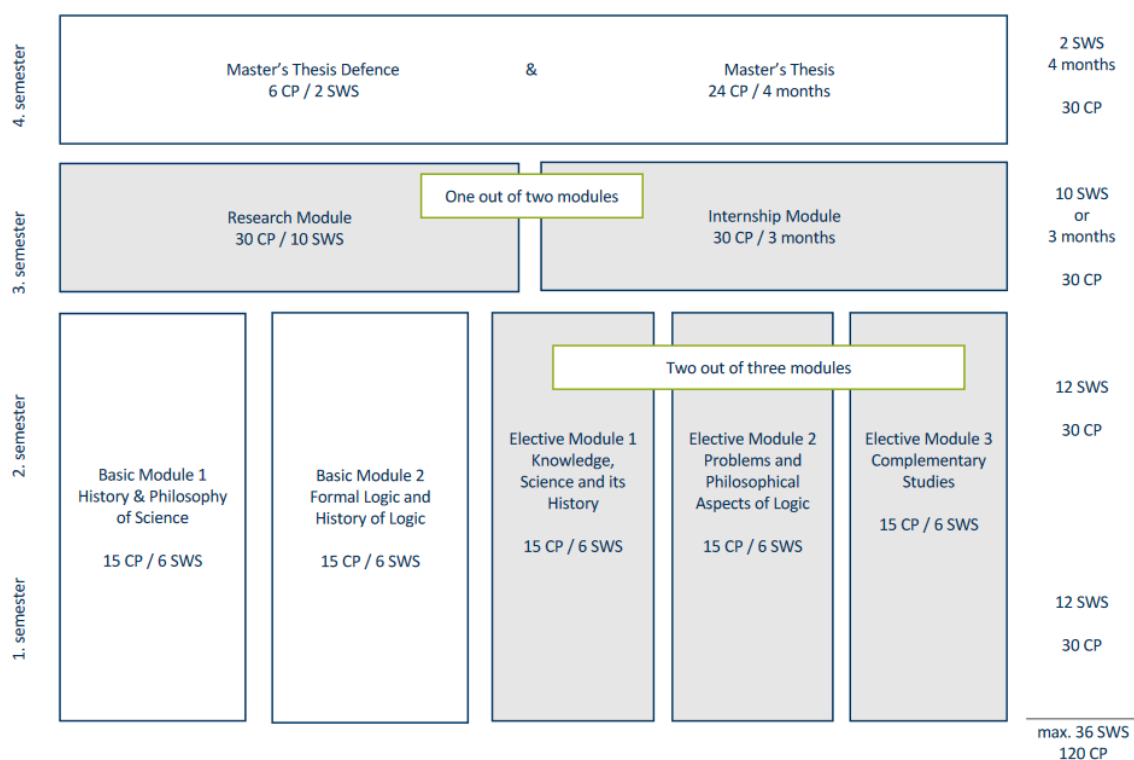 4. semester
Master's Thesis Defence
6 CP / 2 SWS
&
Master's Thesis
24 CP / 4 months
2 SWS
4 months
30 CP
3. semester
One out of two modules
Research Module
30 CP / 10 SWS
Internship Module
30 CP / 3 months
10 SWS
or
3 months
30 CP
2. semester
1. semester
Basic Module 1
History & Philosophy
of Science
15 CP / 6 SWS
Basic Module 2
Formal Logic and
History of Logic
15 CP / 6 SWS
Two out of three modules
Elective Module 1
Knowledge,
Science and its
History
15 CP / 6 SWS
Elective Module 2
Problems and
Philosophical
Aspects of Logic
15 CP / 6 SWS
Elective Module 3
Complementary
Studies
15 CP / 6 SWS
12 SWS
30 CP
12 SWS
30 CP
max. 36 SWS
120 CP